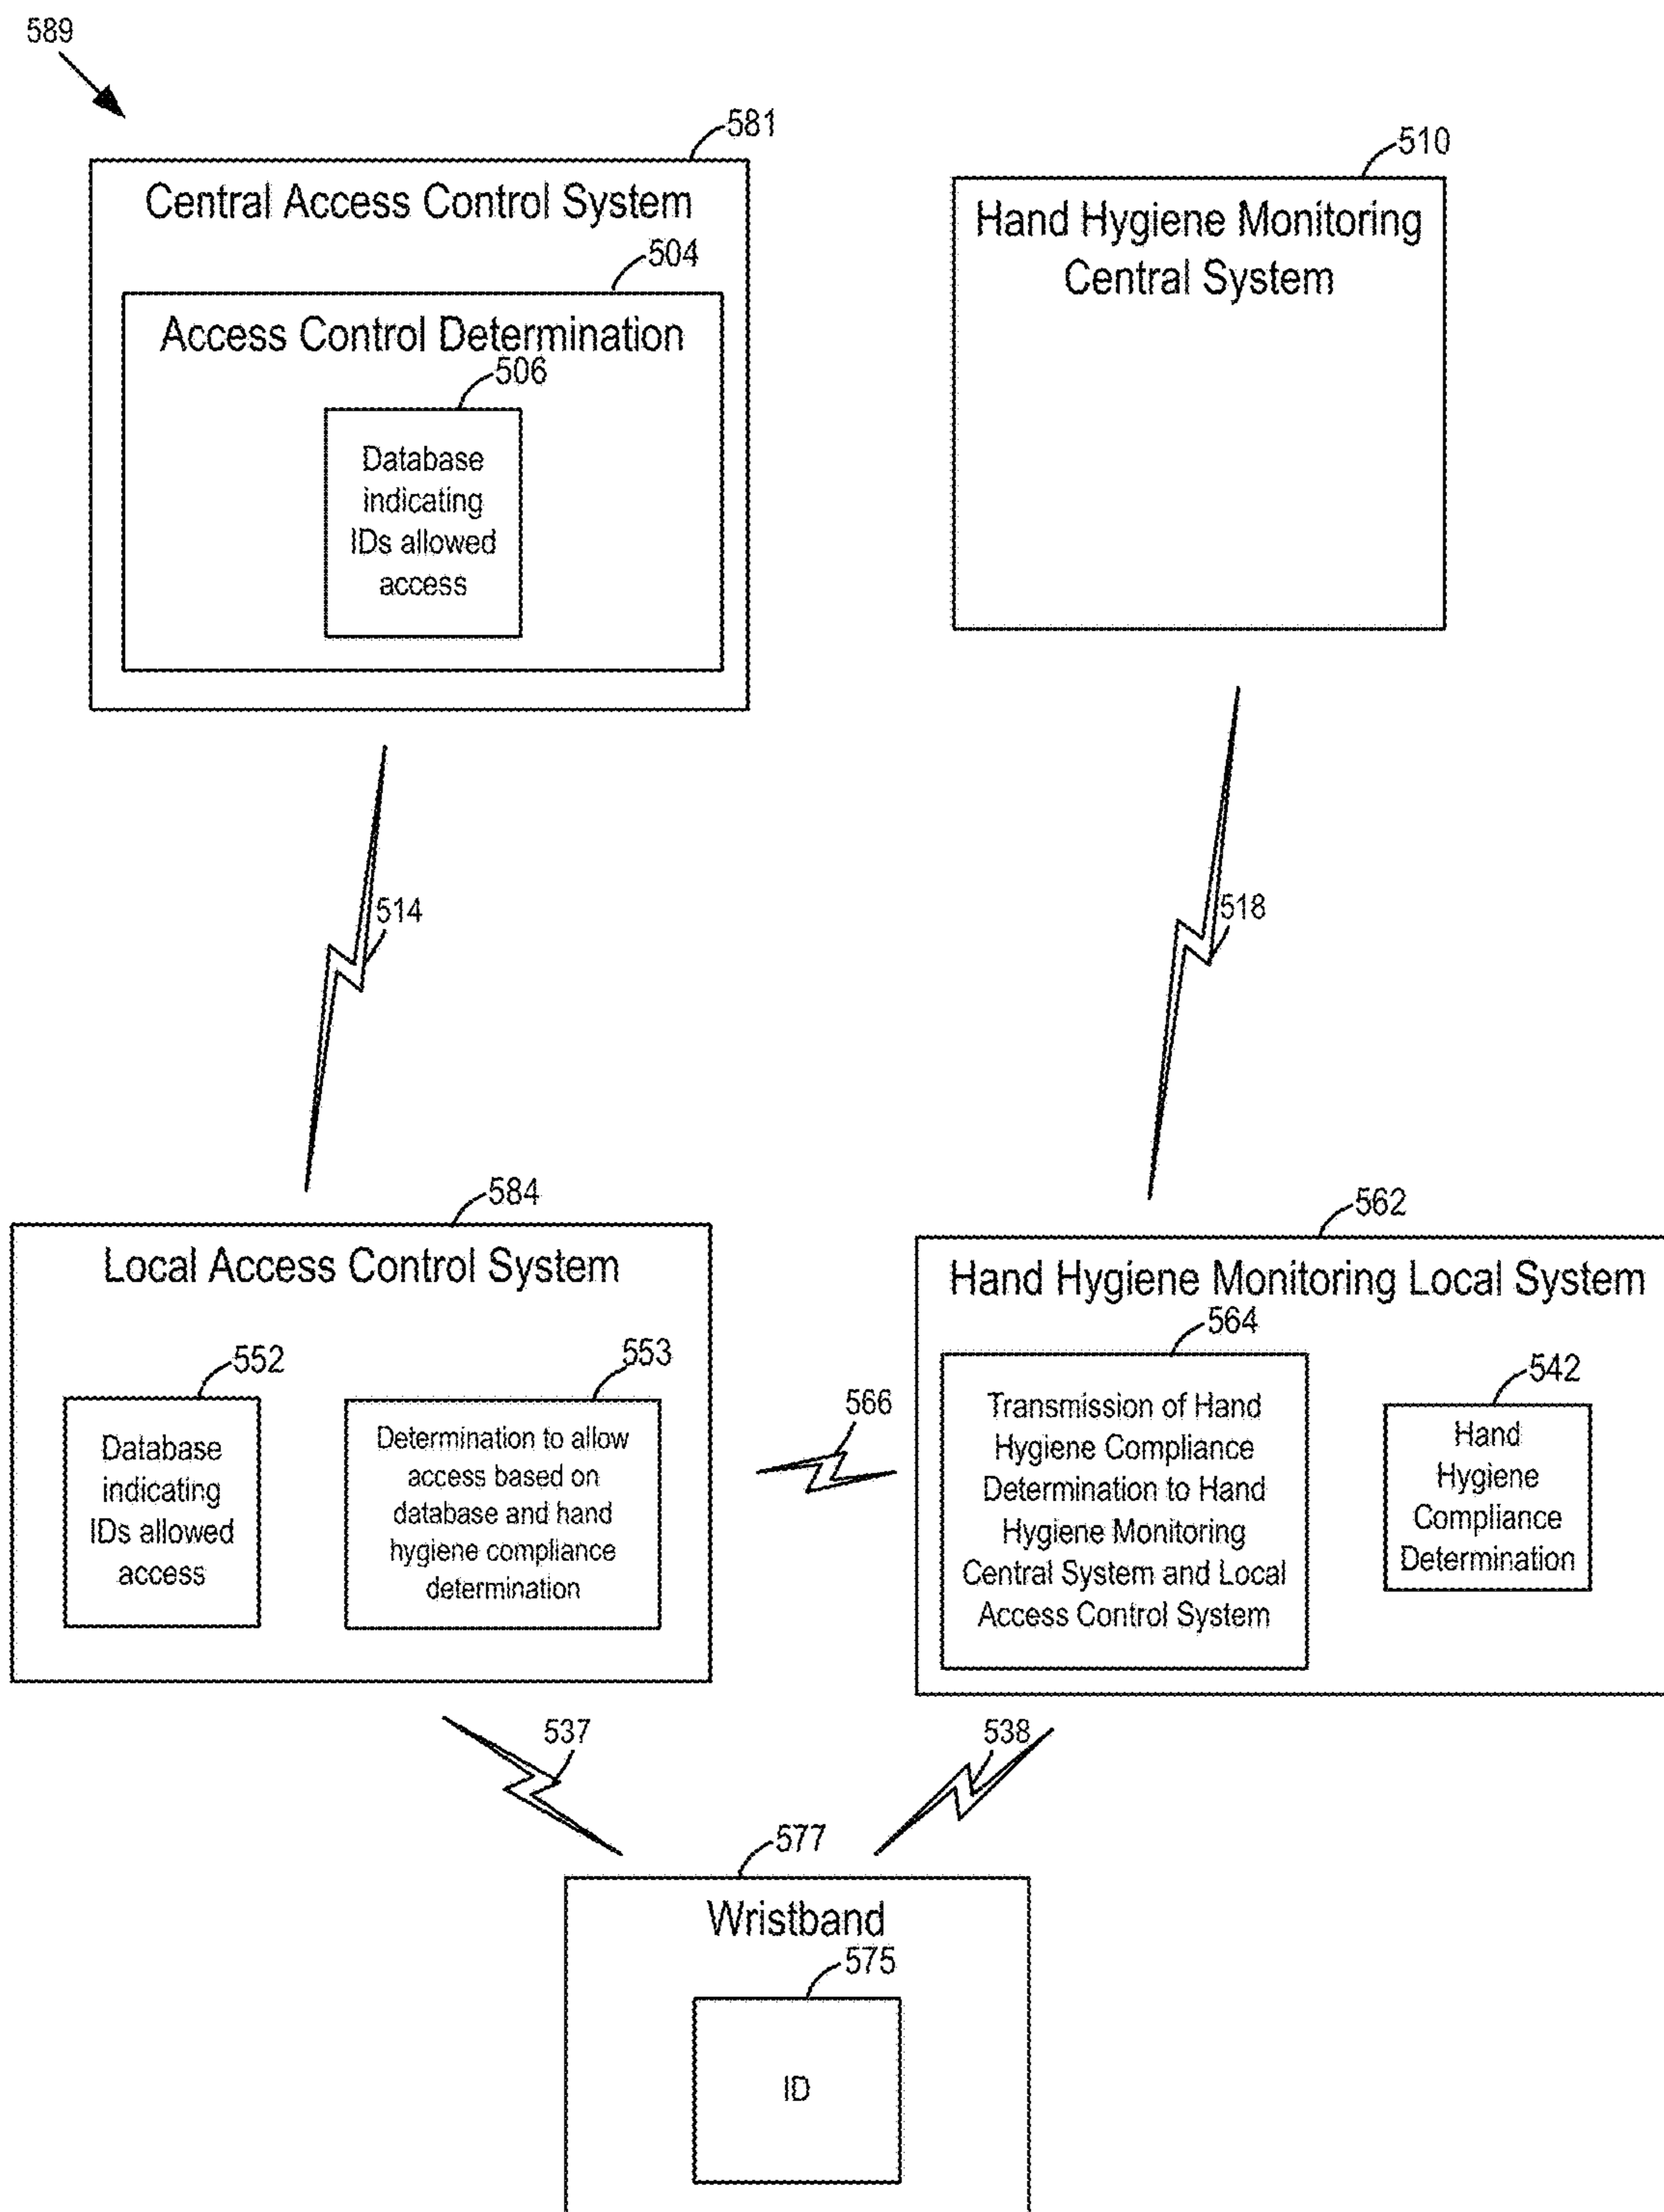 589
581
Central Access Control System
504
Access Control Determination
506
Database
indicating
IDs allowed
access
510
Hand Hygiene Monitoring
Central System
514
518
584
Local Access Control System
552
Database
indicating
IDs allowed
access
553
Determination to allow
access based on
database and hand
hygiene compliance
determination
566
562
Hand Hygiene Monitoring Local System
564
Transmission of Hand
Hygiene Compliance
Determination to Hand
Hygiene Monitoring
Central System and Local
Access Control System
542
Hand
Hygiene
Compliance
Determination
537
538
577
Wristband
575
ID